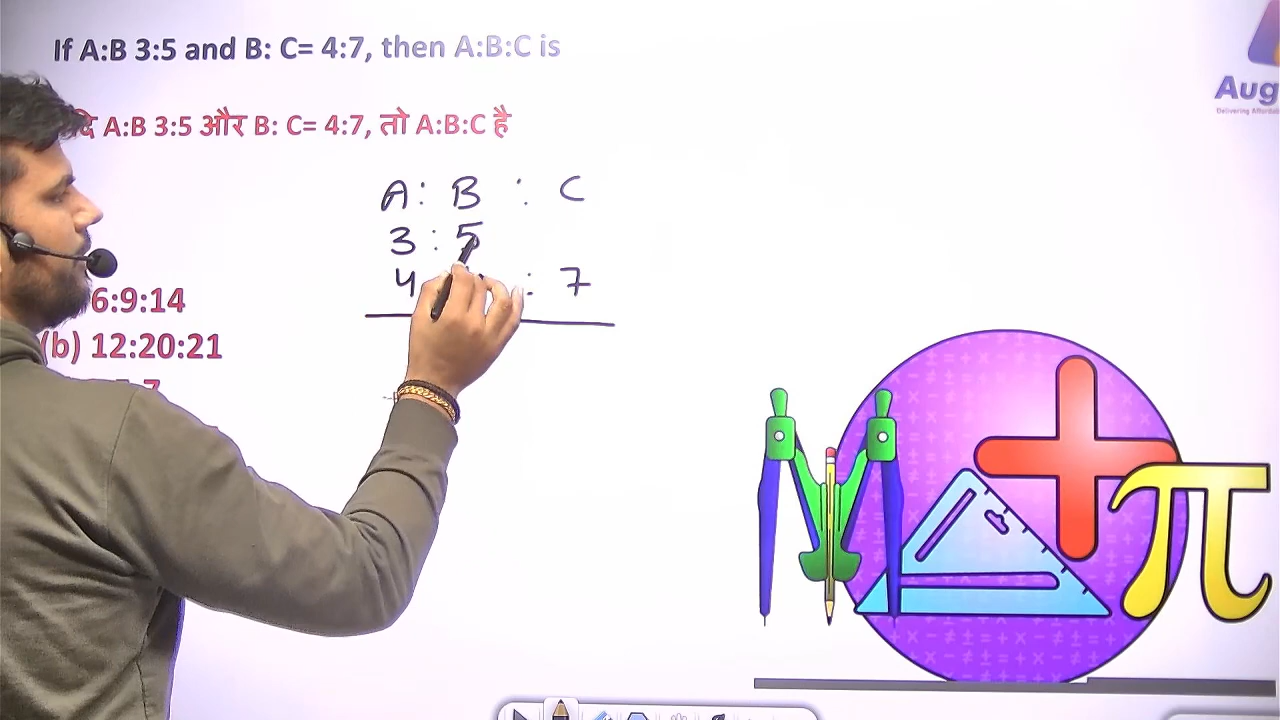 If A:B 3:5 and B: C= 4:7, then A:B:C is
A:B 3:5 और B: C= 4:7, तो A:B:C है
A : B : C
3 : 5
4 : 7
6:9:14
(b) 12:20:21
Aug
Delivering
π